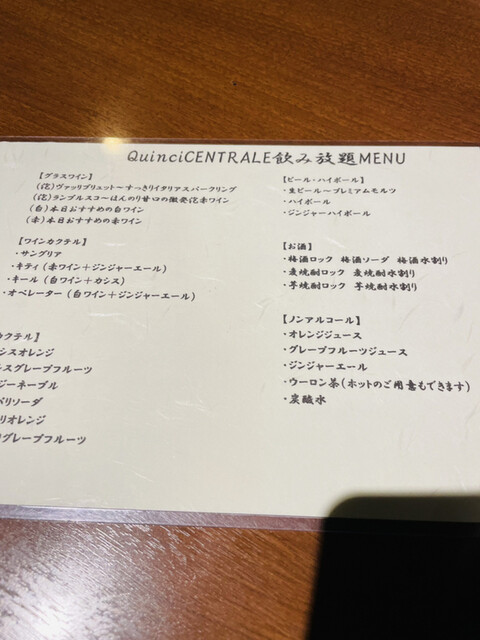 QuinciCENTRALE飲み放題MENU
【グラスワイン】
(泡)ヴァッリブリュット～すっきりイタリアスパークリング
(泡)ランブルスコ～ほんのり甘口の微発泡赤ワイン
(白)本日おすすめの白ワイン
(赤)本日おすすめの赤ワイン
【ワインカクテル】
・サングリア
・キティ(赤ワイン＋ジンジャーエール)
・キール(白ワイン＋カシス)
・オペレーター(白ワイン＋ジンジャーエール)
カクテル】
シスオレンジ
シスグレープフルーツ
ジーネーブル
パリソーダ
リオレンジ
グレープフルーツ
【ビール・ハイボール】
・生ビール～プレミアムモルツ
・ハイボール
・ジンジャーハイボール
【お酒】
・梅酒ロック 梅酒ソーダ 梅酒水割り
・麦焼酎ロック 麦焼酎水割り
・芋焼酎ロック 芋焼酎水割り
【ノンアルコール】
・オレンジジュース
・グレープフルーツジュース
・ジンジャーエール
・ウーロン茶(ホットのご用意もできます)
・炭酸水